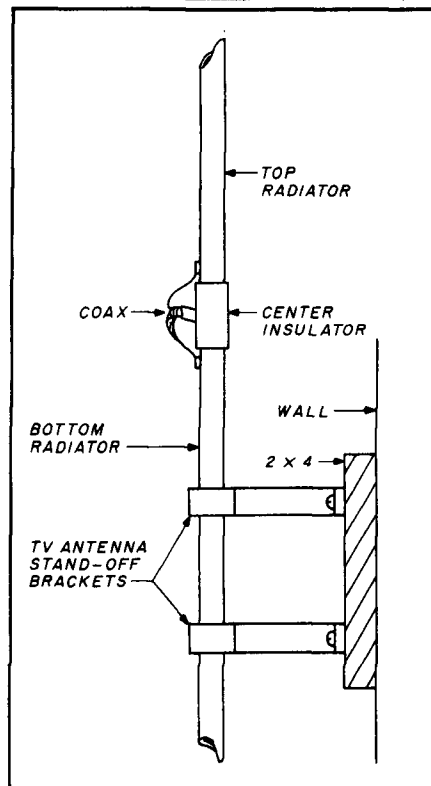 TOP
RADIATOR
COAX
CENTER
INSULATOR
WALL
BOTTOM
RADIATOR
2 × 4
TV ANTENNA
STAND-OFF
BRACKETS